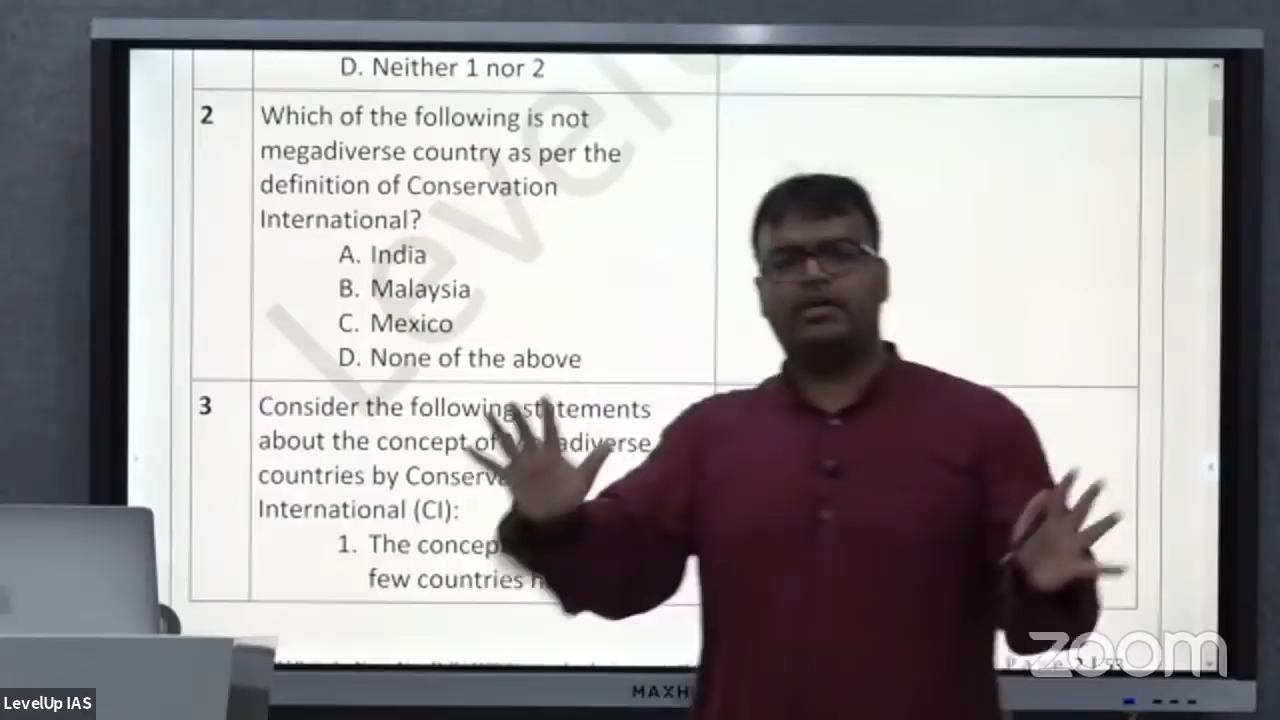 D. Neither 1 nor 2
2 Which of the following is not
megadiverse country as per the
definition of Conservation
International?
A. India
B. Malaysia
C. Mexico
D. None of the above
3 Consider the following statements
about the concept of
countries by
International (CI):
1. The
few countries
MAXH
zoom
LevelUp IAS